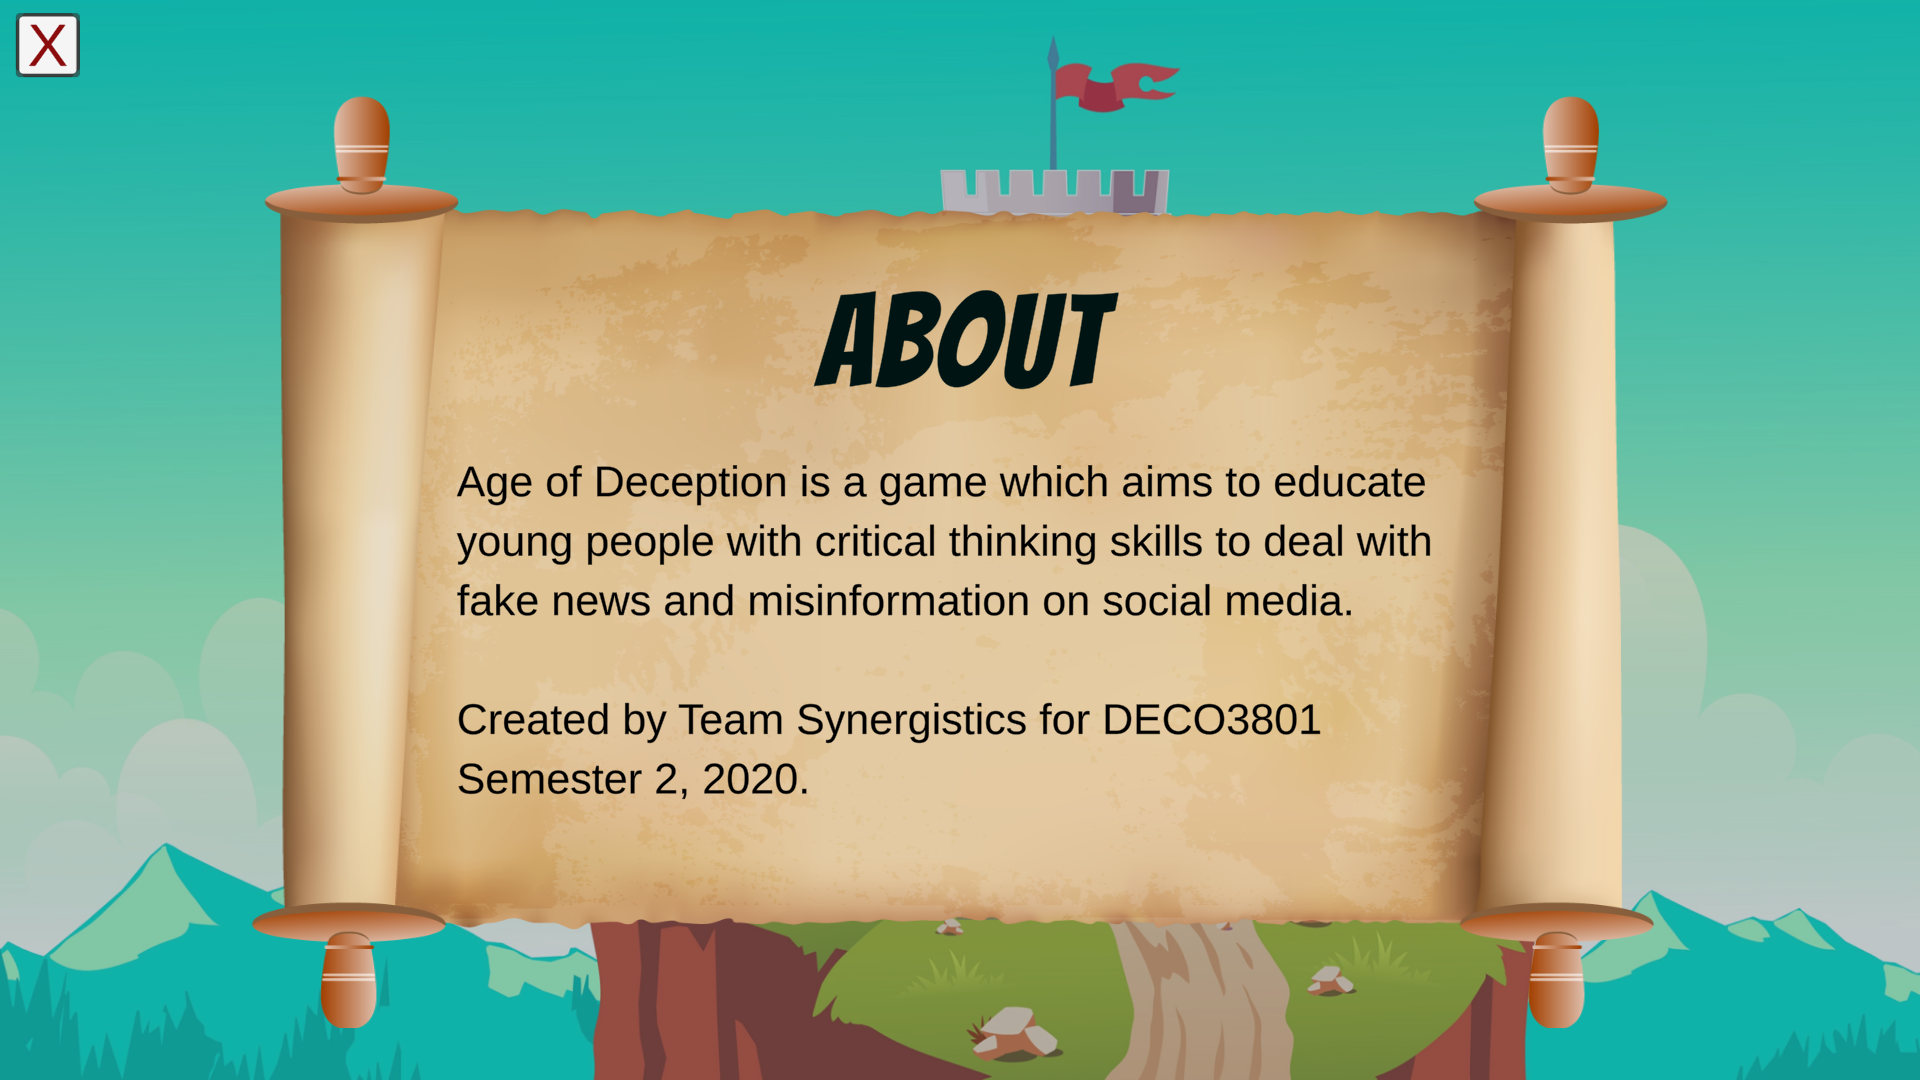 X
ABOUT
Age of Deception is a game which aims to educate
young people with critical thinking skills to deal with
fake news and misinformation on social media.
Created by Team Synergistics for DECO3801
Semester 2, 2020.